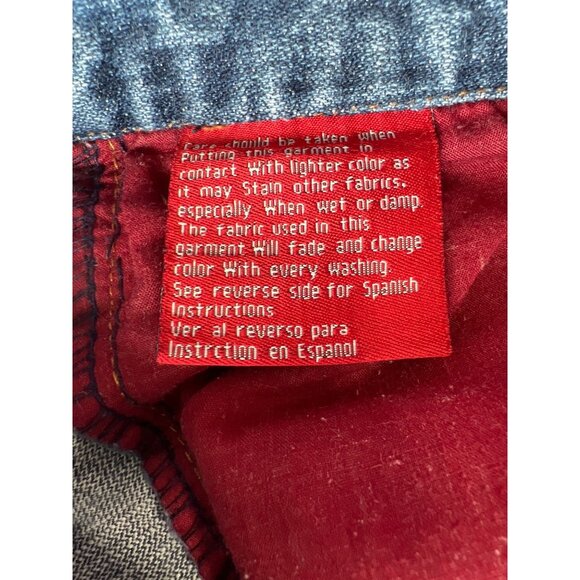 Care should be taken when
Putting this garment in
contact With lighter color as
it may Stain other fabrics.
especially When wet or damp.
The fabric used in this
garment Will fade and change
color With every washing.
See reverse side for Spanish
Instructions
Ver al reverso para
Instrction en Espanol